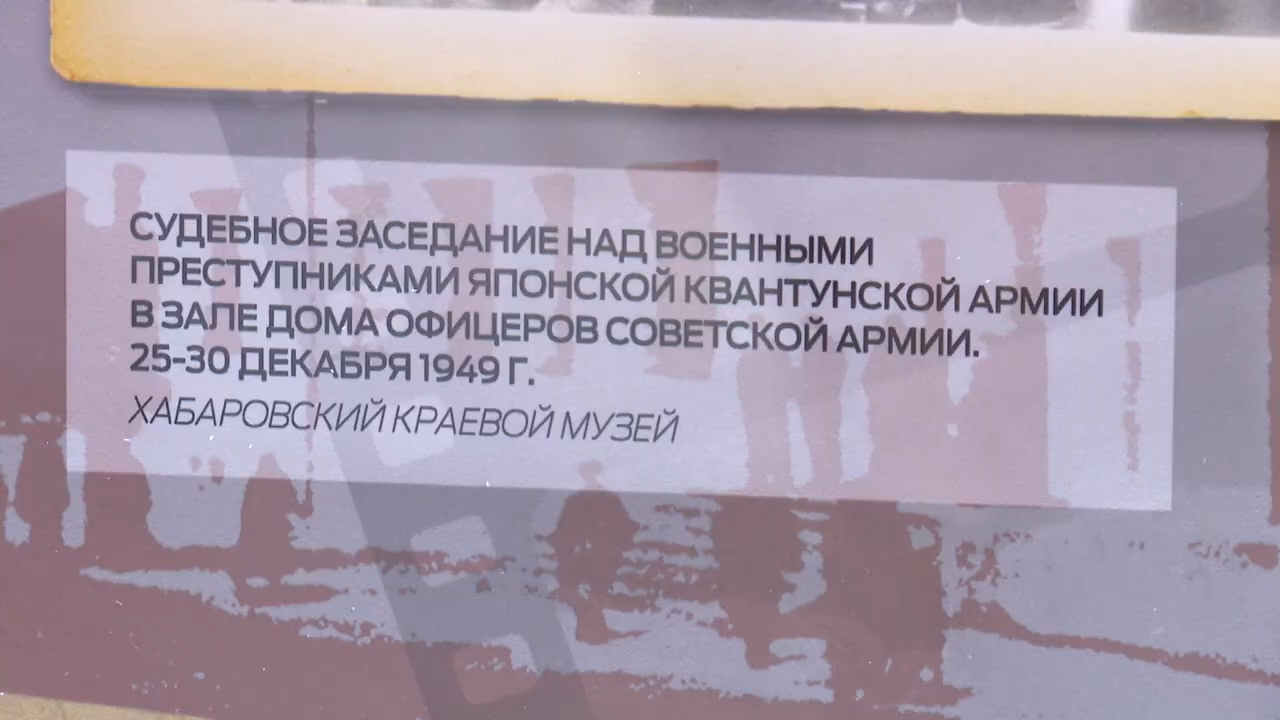 СУДЕБНОЕ ЗАСЕДАНИЕ НАД ВОЕННЫМИ
ПРЕСТУПНИКАМИ ЯПОНСКОЙ КВАНТУНСКОЙ АРМИИ
В ЗАЛЕ ДОМА ОФИЦЕРОВ СОВЕТСКОЙ АРМИИ.
25-30 ДЕКАБРЯ 1949 Г.
ХАБАРОВСКИЙ КРАЕВОЙ МУЗЕЙ